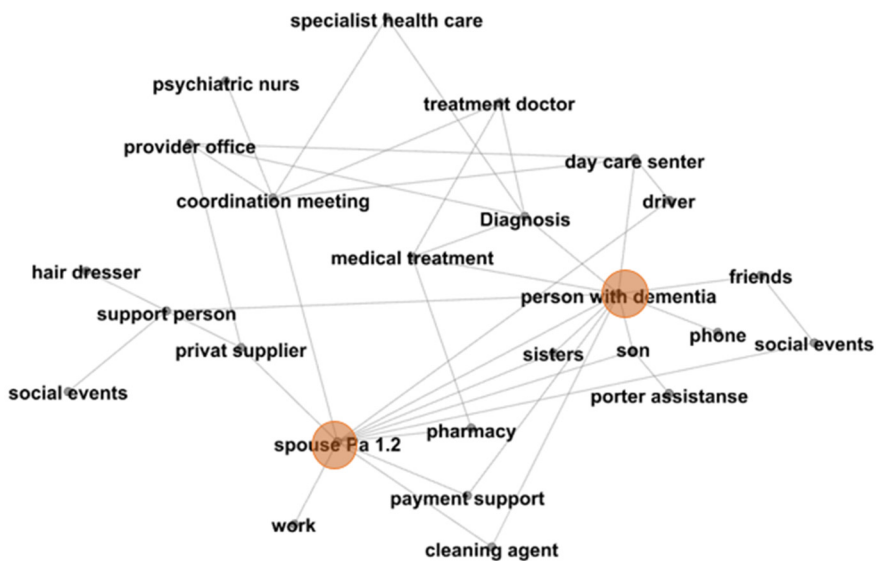 specialist health care
psychiatric nurs
treatment doctor
provider office
day care senter
coordination meeting
driver
Diagnosis
medical treatment
hair dresser
friends
person with dementia
support person
phone
social events
privat supplier
sisters
son
social events
porter assistanse
pharmacy
spouse Pa 1.2
payment support
work
cleaning agent